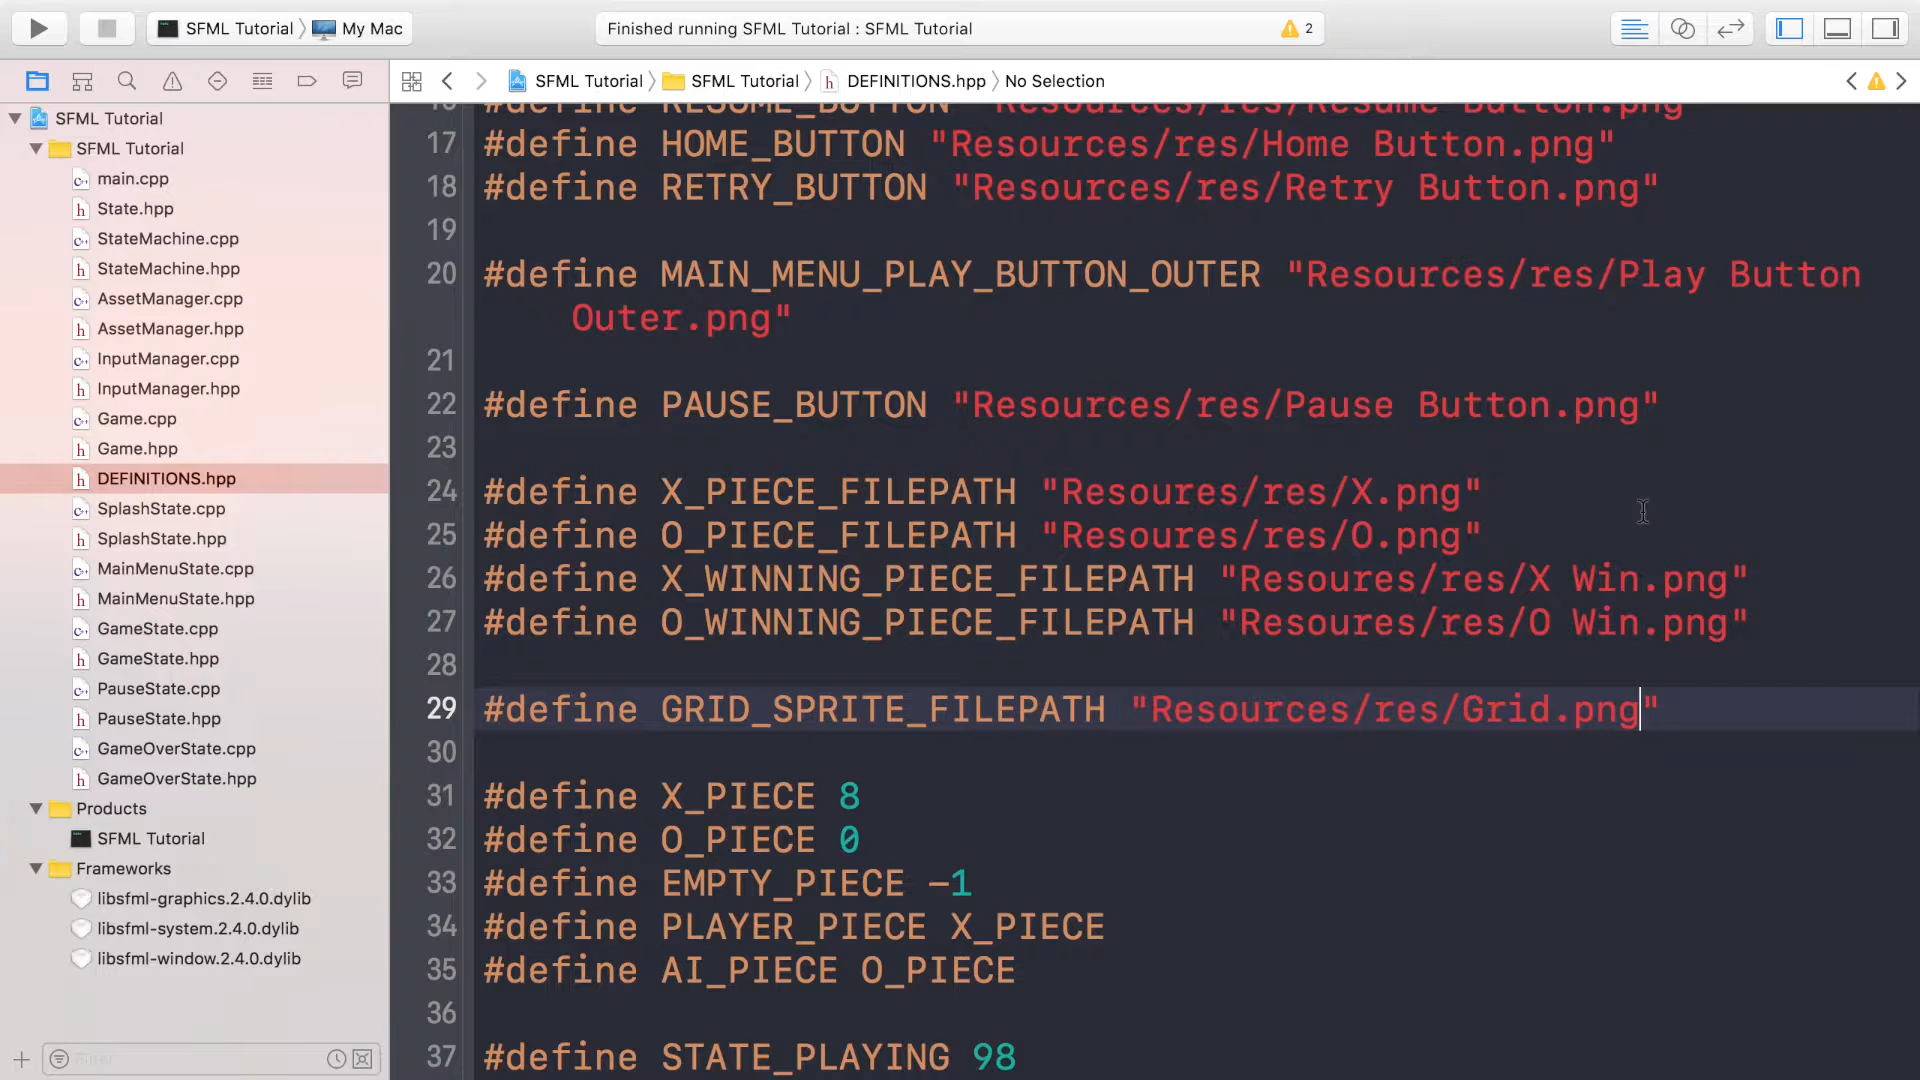 SFML Tutorial
My Mac
Finished running SFML Tutorial : SFML Tutorial
2
SFML Tutorial
SFML Tutorial
DEFINITIONS.hpp
No Selection
SFML Tutorial
SFML Tutorial
main.cpp
State.hpp
StateMachine.cpp
StateMachine.hpp
AssetManager.cpp
AssetManager.hpp
InputManager.cpp
InputManager.hpp
Game.cpp
Game.hpp
DEFINITIONS.hpp
SplashState.cpp
SplashState.hpp
MainMenuState.cpp
MainMenuState.hpp
GameState.cpp
GameState.hpp
PauseState.cpp
PauseState.hpp
GameOverState.cpp
GameOverState.hpp
Products
SFML Tutorial
Frameworks
libsfml-graphics.2.4.0.dylib
libsfml-system.2.4.0.dylib
libsfml-window.2.4.0.dylib
Filter
16 #define RESUME_BUTTON "Resources/res/Resume Button.png"
17 #define HOME_BUTTON "Resources/res/Home Button.png"
18 #define RETRY_BUTTON "Resources/res/Retry Button.png"
19
20 #define MAIN_MENU_PLAY_BUTTON_OUTER "Resources/res/Play Button
Outer.png"
21
22 #define PAUSE_BUTTON "Resources/res/Pause Button.png"
23
24 #define X_PIECE_FILEPATH "Resoures/res/X.png"
25 #define O_PIECE_FILEPATH "Resoures/res/O.png"
26 #define X_WINNING_PIECE_FILEPATH "Resoures/res/X Win.png"
27 #define O_WINNING_PIECE_FILEPATH "Resoures/res/O Win.png"
28
29 #define GRID_SPRITE_FILEPATH "Resources/res/Grid.png"
30
31 #define X_PIECE 8
32 #define O_PIECE 0
33 #define EMPTY_PIECE -1
34 #define PLAYER_PIECE X_PIECE
35 #define AI_PIECE O_PIECE
36
37 #define STATE_PLAYING 98